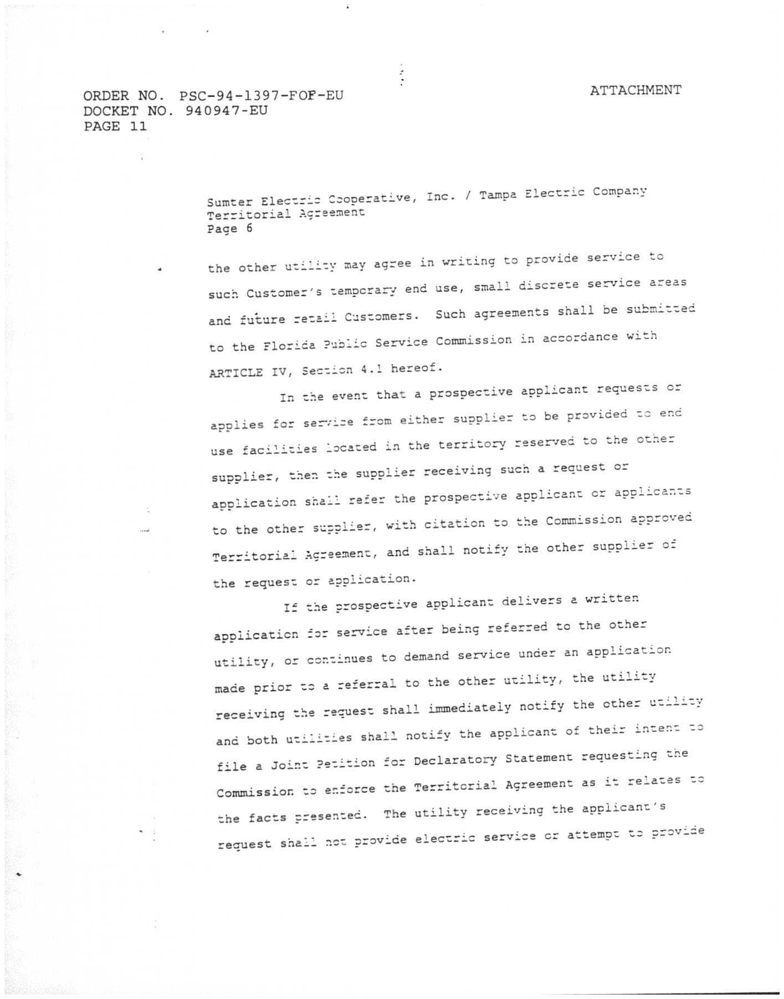 ORDER NO. PSC-94-1397-FOF-EU
DOCKET NO. 940947-EU
PAGE 11
ATTACHMENT
Sumter Electric Cooperative, Inc. / Tampa Electric Company
Territorial Agreement
Page 6
the other utility may agree in writing to provide service to
such Customer's temporary end use, small discrete service areas
and future retail Customers. Such agreements shall be submitted
to the Florida Public Service Commission in accordance with
ARTICLE IV, Section 4.1 hereof.
In the event that a prospective applicant requests or
applies for service from either supplier to be provided to end
use facilities located in the territory reserved to the other
supplier, then the supplier receiving such a request or
application shall refer the prospective applicant or applicants
to the other supplier, with citation to the Commission approved
Territorial Agreement, and shall notify the other supplier of
the request or application.
If the prospective applicant delivers a written
application for service after being referred to the other
utility, or continues to demand service under an application
made prior to a referral to the other utility, the utility
receiving the request shall immediately notify the other utility
and both utilities shall notify the applicant of their intent to
file a Joint Petition for Declaratory Statement requesting the
Commission to enforce the Territorial Agreement as it relates to
the facts presented. The utility receiving the applicant's
request shall not provide electric service or attempt to provide